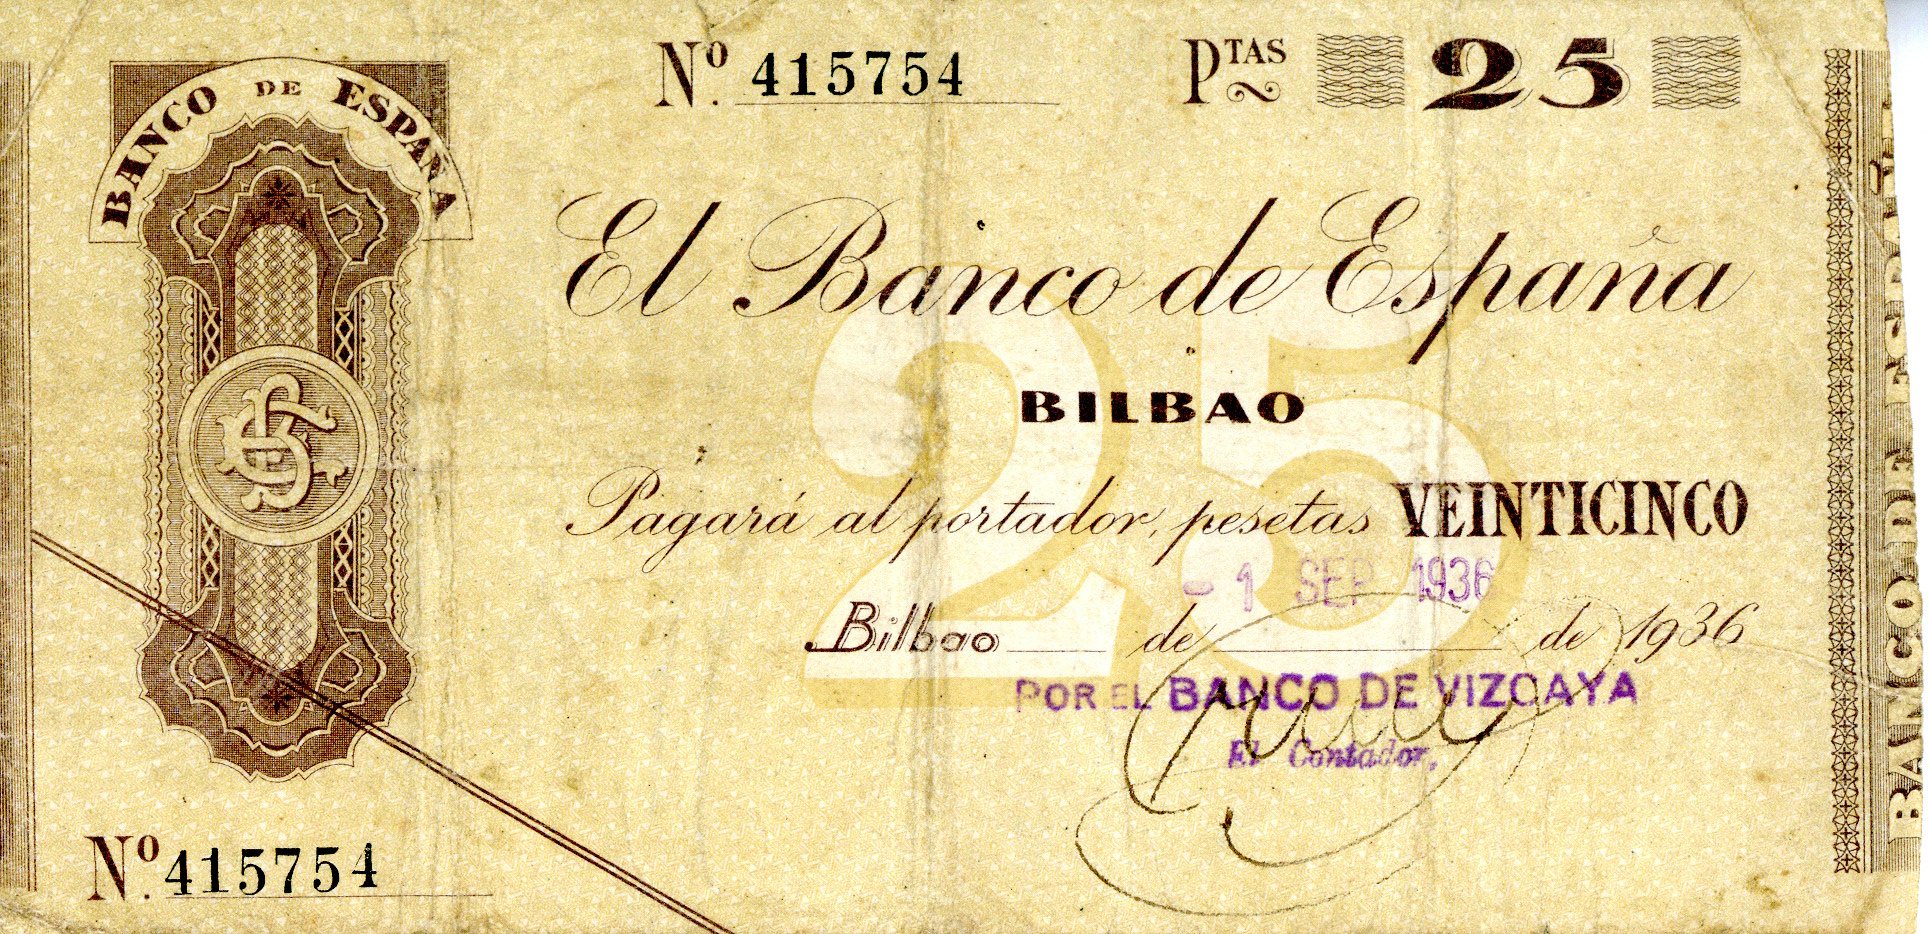 BANCO DE ESPAÑA
Nº. 415754
PTAS 25
El Banco de España
25
BILBAO
Pagará al portador, pesetas VEINTICINCO
- 1 SEP. 1936
Bilbao de de 1936
POR EL BANCO DE VIZCAYA
El Contador,
Nº. 415754
BANCO DE ESPAÑA